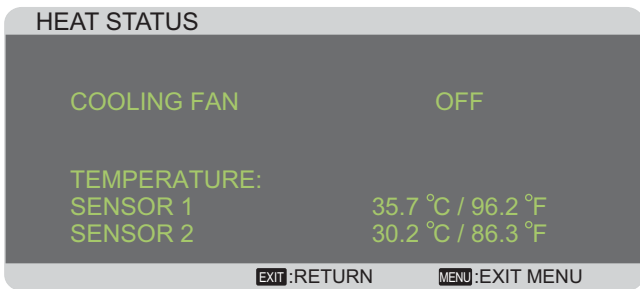 HEAT STATUS
COOLING FAN OFF
TEMPERATURE:
SENSOR 1 35.7 °C / 96.2 °F
SENSOR 2 30.2 °C / 86.3 °F
EXIT:RETURN MENU:EXIT MENU